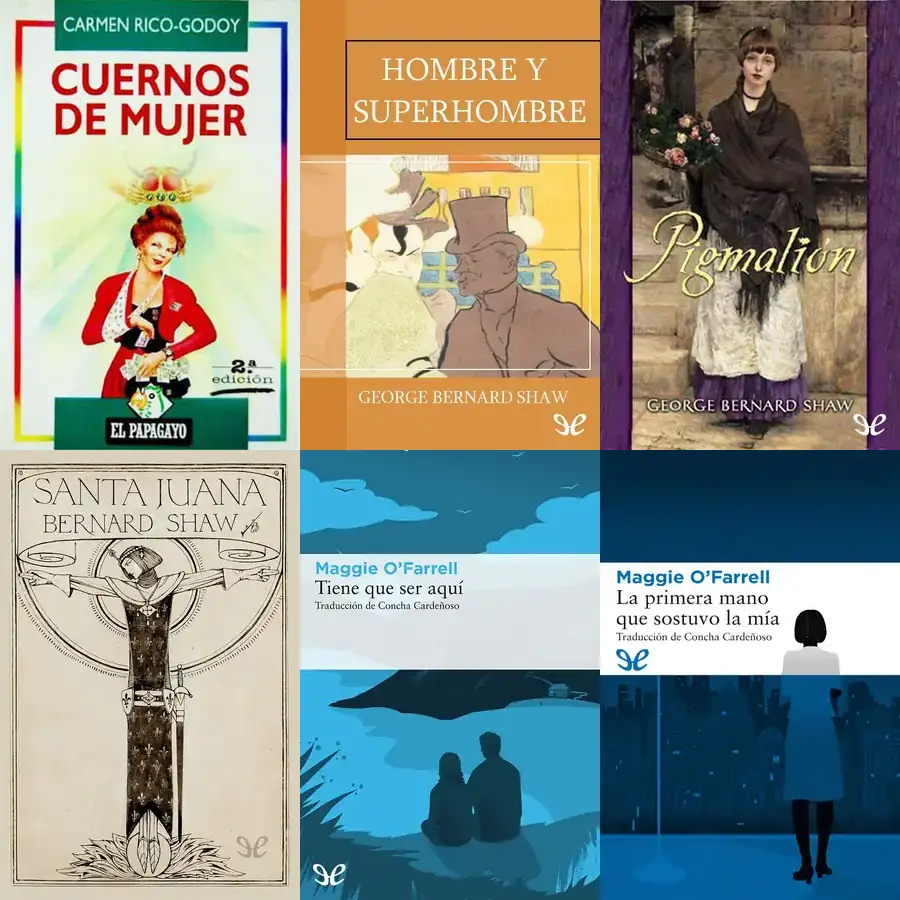 CARMEN RICO-GODOY
CUERNOS
DE MUJER
2.ª
edición
EL PAPAGAYO
HOMBRE Y
SUPERHOMBRE
GEORGE BERNARD SHAW
Pigmalión
GEORGE BERNARD SHAW
SANTA JUANA
BERNARD SHAW
Maggie O’Farrell
Tiene que ser aquí
Traducción de Concha Cardeñoso
Maggie O’Farrell
La primera mano
que sostuvo la mía
Traducción de Concha Cardeñoso